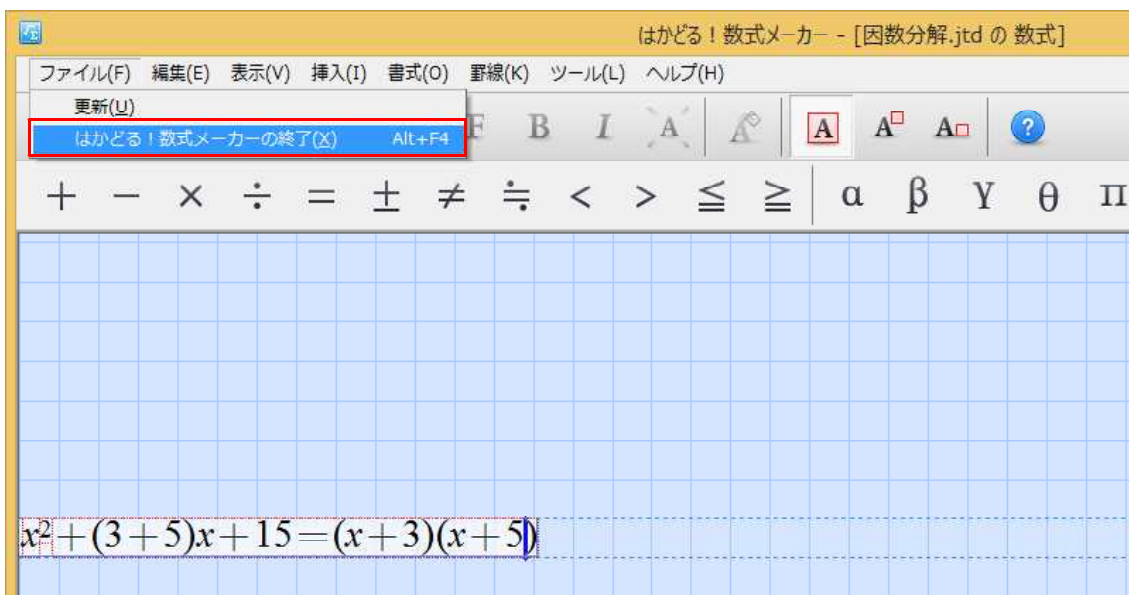 はかどる!数式メーカー - [因数分解.jtd の 数式]
ファイル(F) 編集(E) 表示(V) 挿入(I) 書式(O) 罫線(K) ツール(L) ヘルプ(H)
更新(U)
はかどる!数式メーカーの終了(X) Alt+F4
F B I A A A A A ?
+ − × ÷ = ± ≠ ≒ < > ≦ ≧ α β γ θ π
x²+(3+5)x+15=(x+3)(x+5)